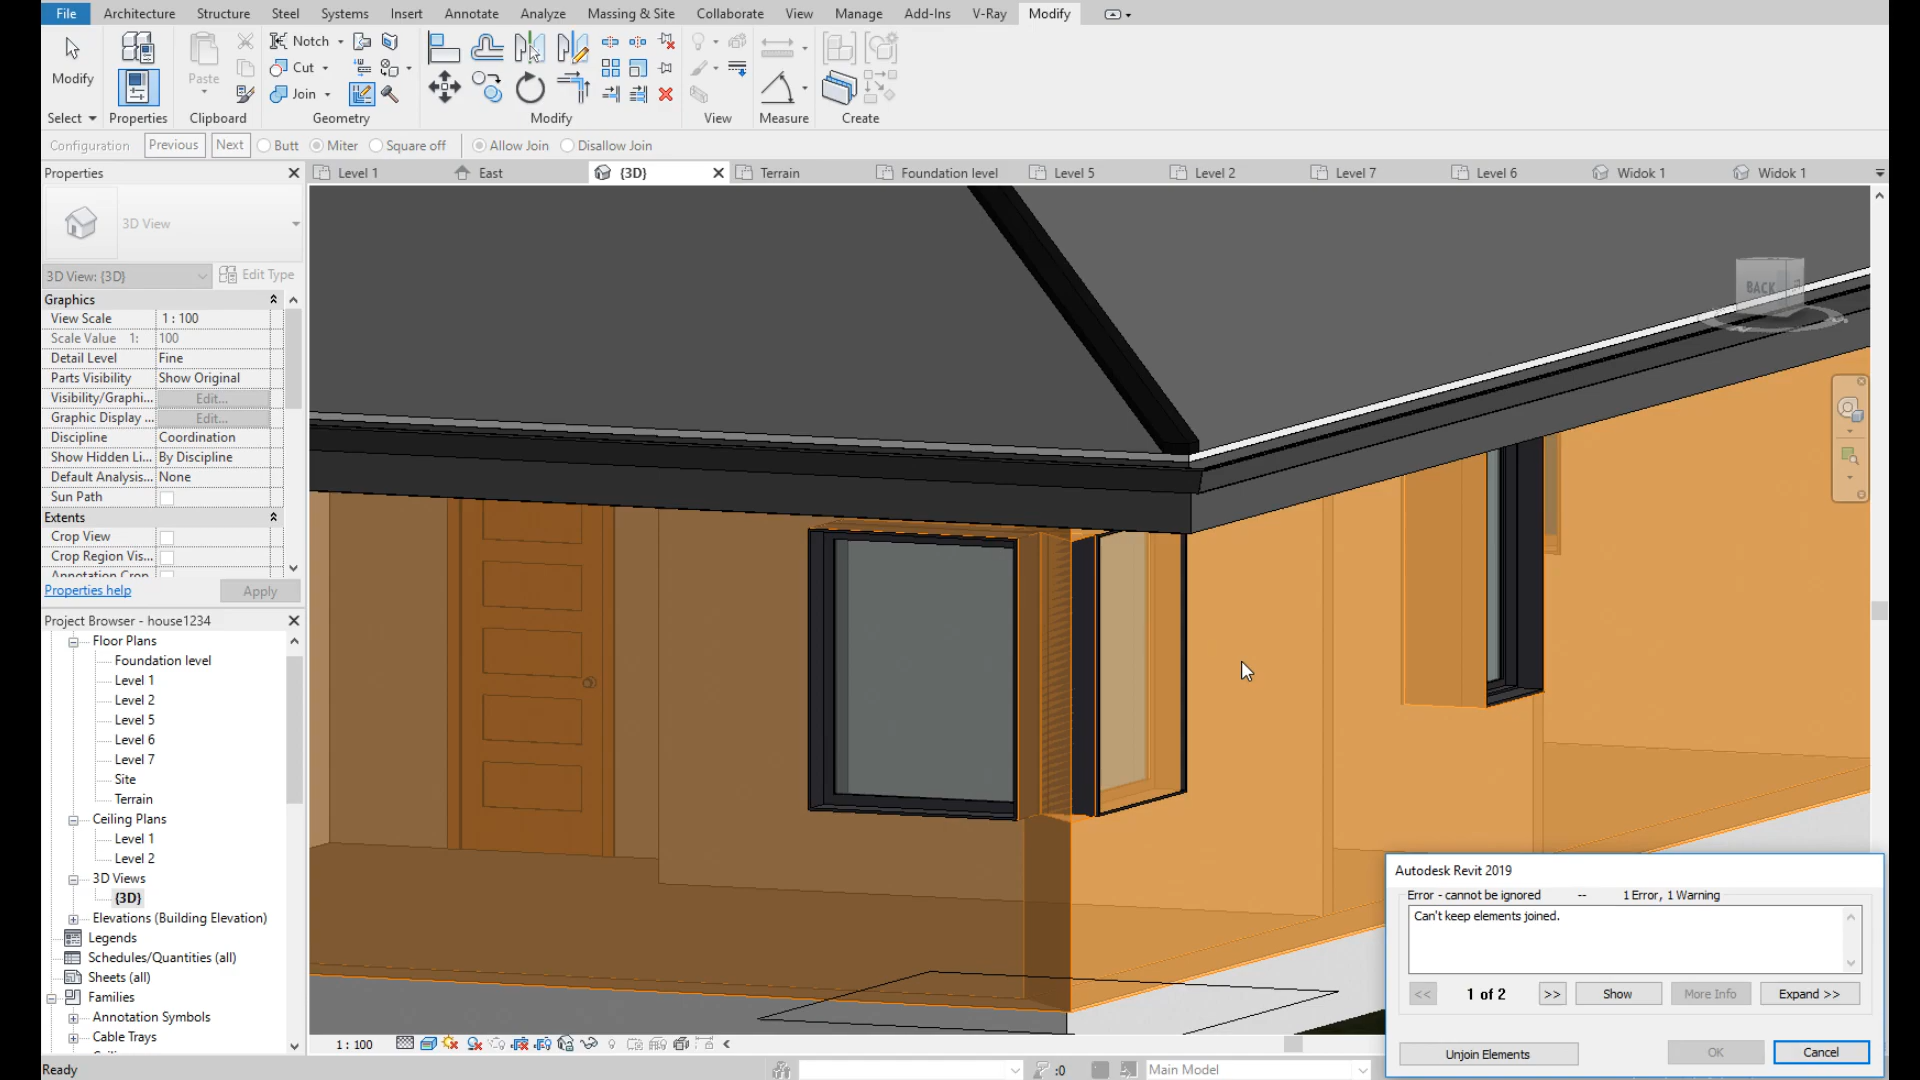 File Architecture Structure Steel Systems Insert Annotate Analyze Massing & Site Collaborate View Manage Add-Ins V-Ray Modify
Modify
Paste
Notch
Cut
Join
Select Properties Clipboard Geometry Modify View Measure Create
Configuration Previous Next Butt Miter Square off Allow Join Disallow Join
Properties
Level 1 East {3D} Terrain Foundation level Level 5 Level 2 Level 7 Level 6 Widok 1 Widok 1
3D View
3D View: {3D} Edit Type
Graphics
View Scale 1 : 100
Scale Value 1: 100
Detail Level Fine
Parts Visibility Show Original
Visibility/Graphi... Edit...
Graphic Display ... Edit...
Discipline Coordination
Show Hidden Li... By Discipline
Default Analysis... None
Sun Path
Extents
Crop View
Crop Region Vis...
Annotation Crop
Properties help Apply
Project Browser - house1234
Floor Plans
Foundation level
Level 1
Level 2
Level 5
Level 6
Level 7
Site
Terrain
Ceiling Plans
Level 1
Level 2
3D Views
{3D}
Elevations (Building Elevation)
Legends
Schedules/Quantities (all)
Sheets (all)
Families
Annotation Symbols
Cable Trays
BACK
Autodesk Revit 2019
Error - cannot be ignored -- 1 Error, 1 Warning
Can't keep elements joined.
<< 1 of 2 >> Show More Info Expand >>
Unjoin Elements OK Cancel
1 : 100
Ready :0 Main Model